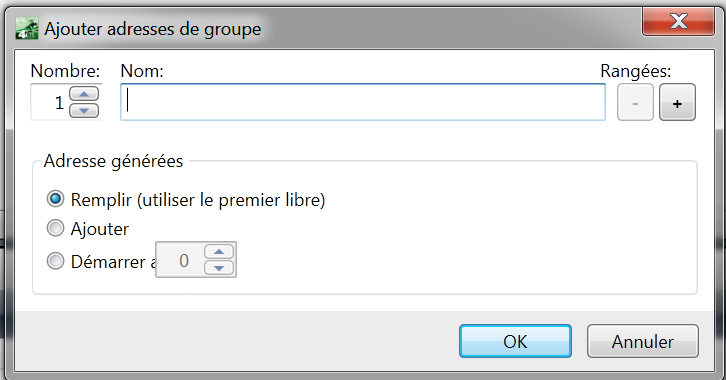 Ajouter adresses de groupe
Nombre: Nom: Rangées:
1 - +
Adresse générées
Remplir (utiliser le premier libre)
Ajouter
Démarrer 0
OK Annuler